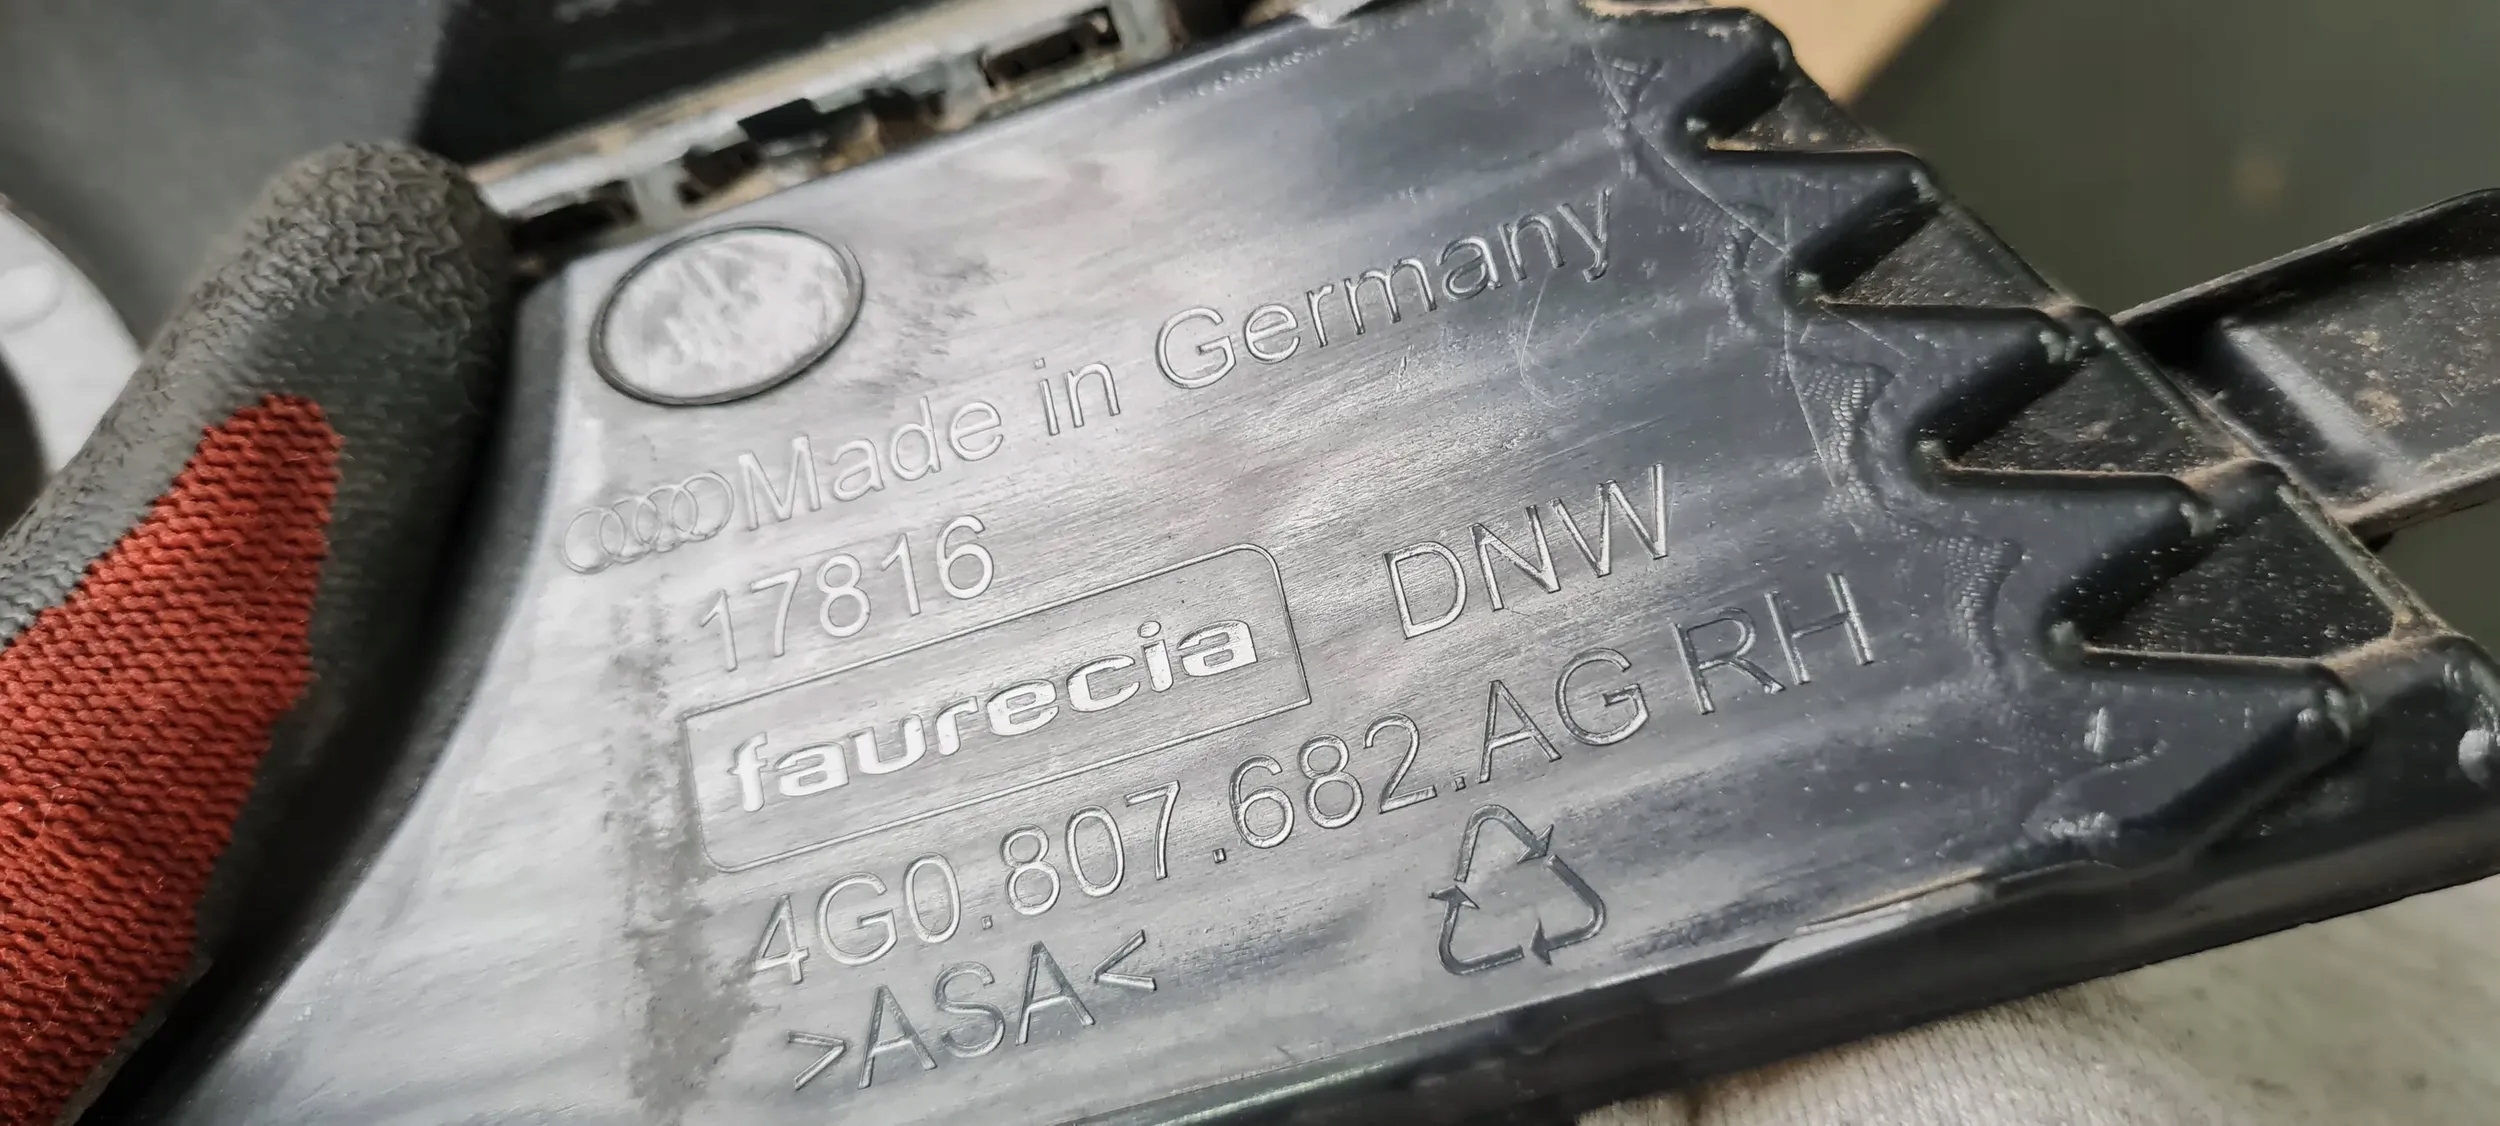 Made in Germany
17816
faurecia DNW
4G0.807.682.AG RH
>ASA<